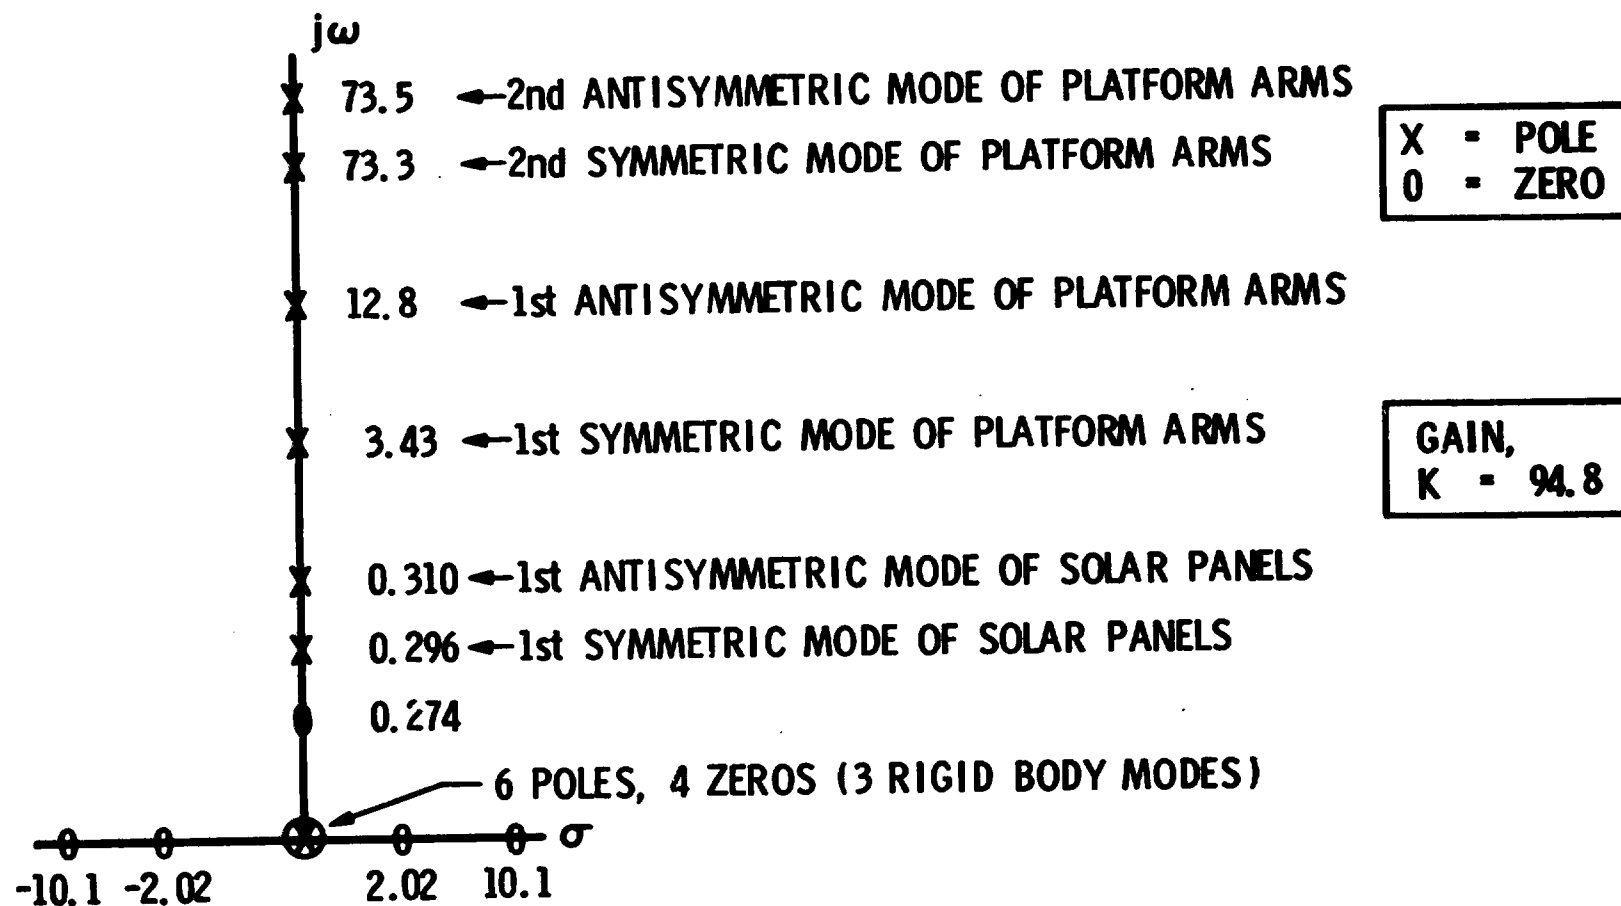 jω
73.5 ←2nd ANTISYMMETRIC MODE OF PLATFORM ARMS
73.3 ←2nd SYMMETRIC MODE OF PLATFORM ARMS
X = POLE
0 = ZERO
12.8 ←1st ANTISYMMETRIC MODE OF PLATFORM ARMS
3.43 ←1st SYMMETRIC MODE OF PLATFORM ARMS
GAIN,
K = 94.8
0.310 ←1st ANTISYMMETRIC MODE OF SOLAR PANELS
0.296 ←1st SYMMETRIC MODE OF SOLAR PANELS
0.274
6 POLES, 4 ZEROS (3 RIGID BODY MODES)
σ
-10.1 -2.02 2.02 10.1